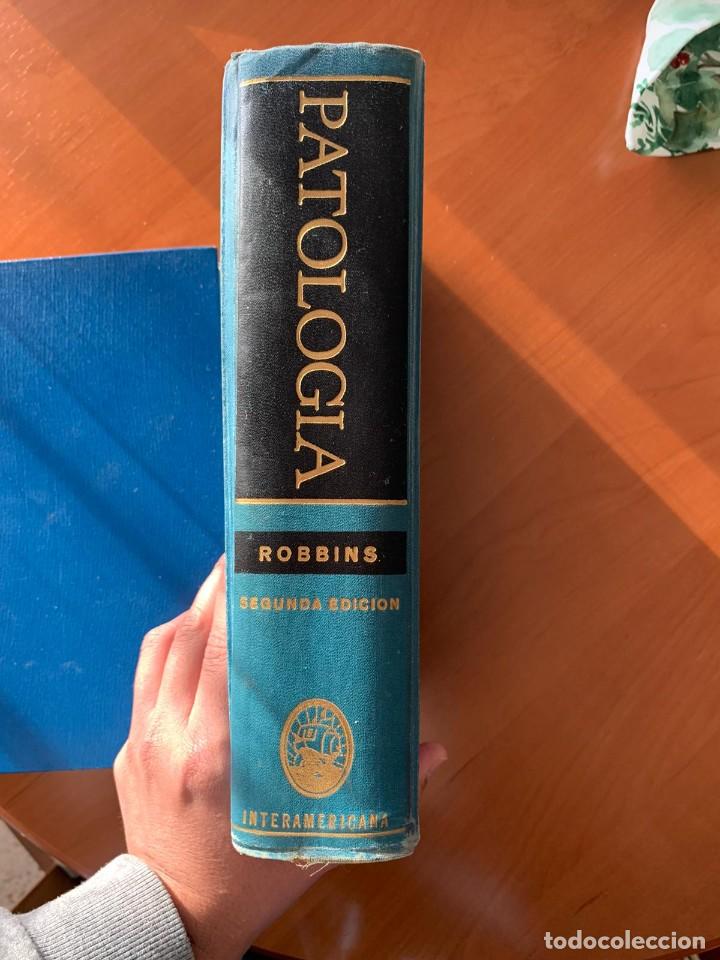 PATOLOGIA
ROBBINS
SEGUNDA EDICION
INTERAMERICANA
todocoleccion